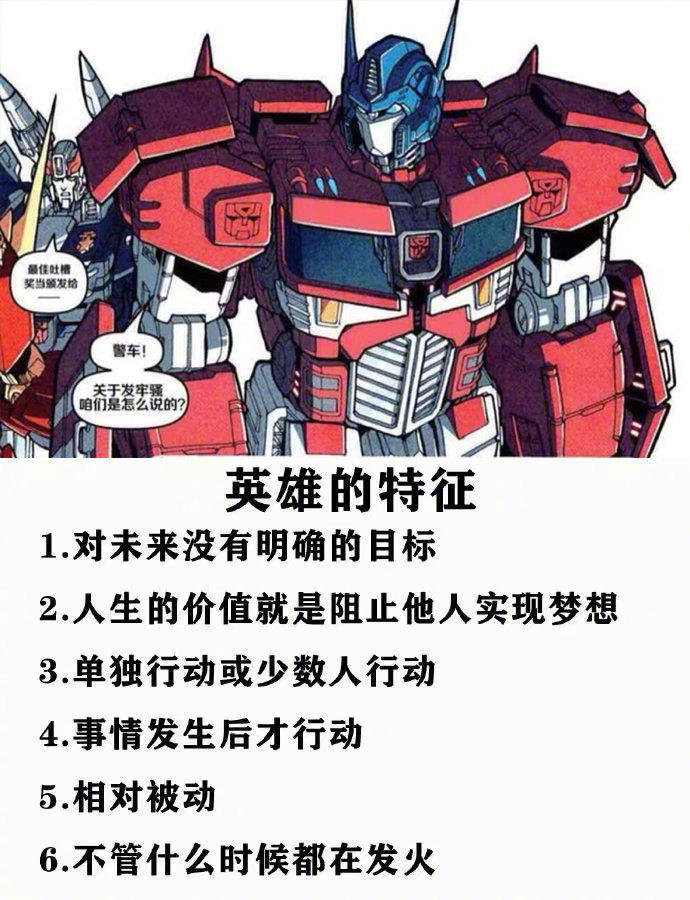 最佳吐槽
奖当颁发给
——
警车！
关于发牢骚
咱们是怎么说的?
英雄的特征
1.对未来没有明确的目标
2.人生的价值就是阻止他人实现梦想
3.单独行动或少数人行动
4.事情发生后才行动
5.相对被动
6.不管什么时候都在发火